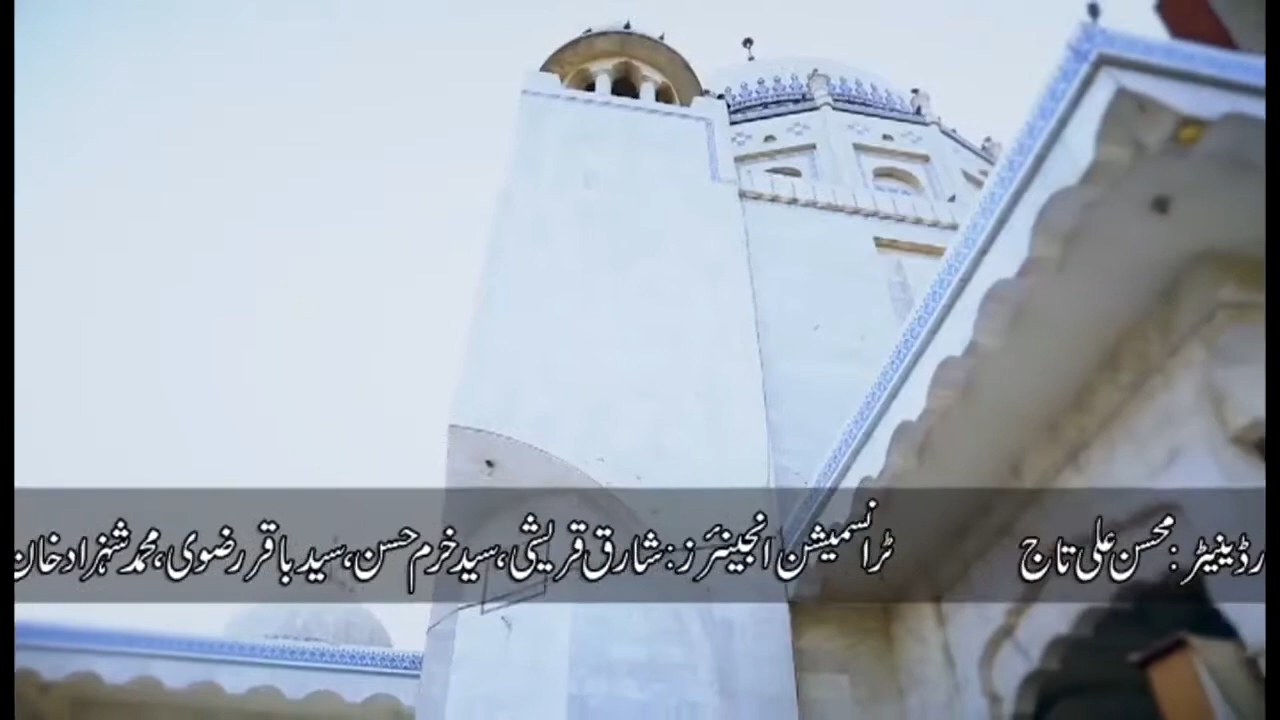 رڈینیٹر : محسن علی تاج ٹرانسمیشن انجینئرز: شارق قریشی، سید خرم حسن، سید باقر رضوی، محمد شہزاد خان